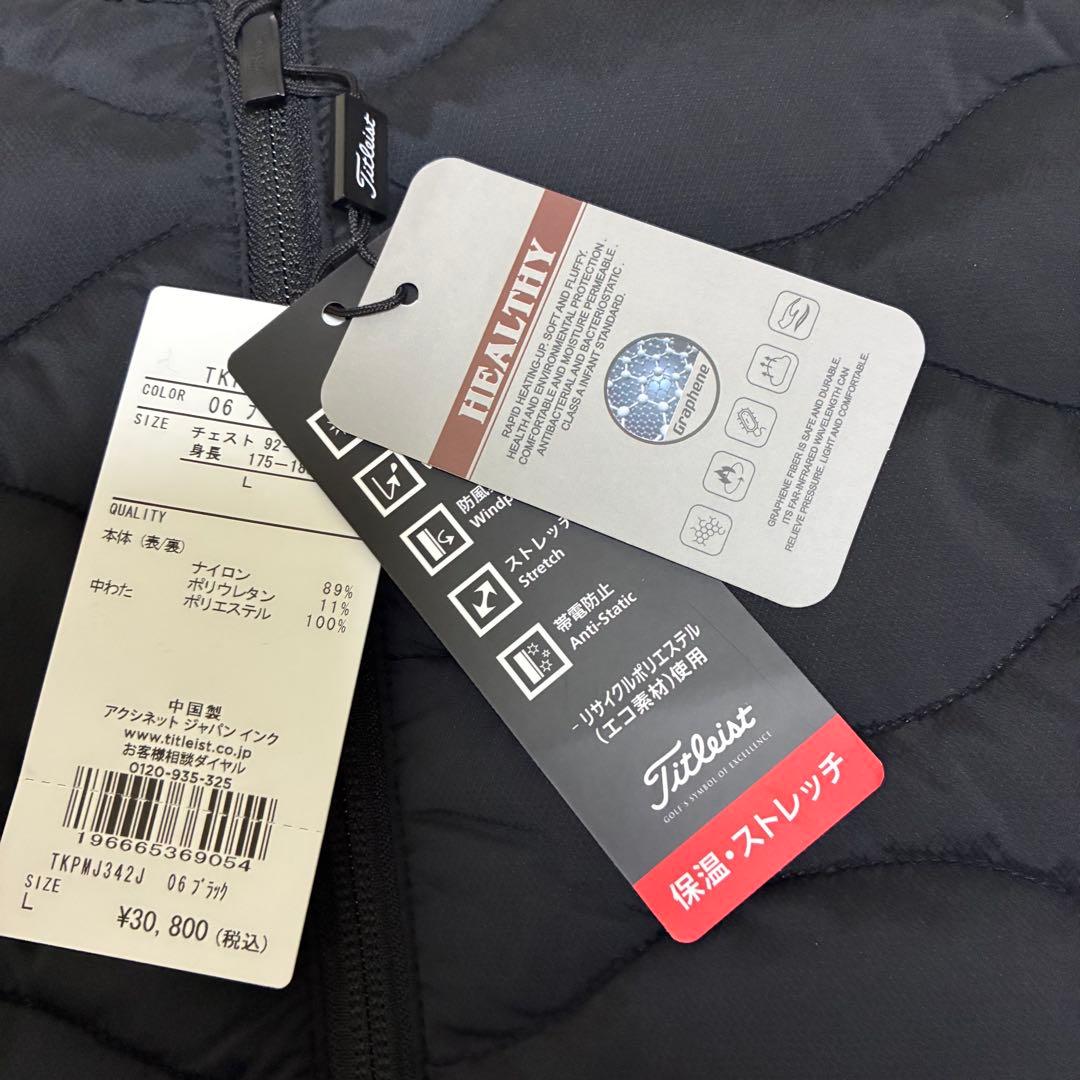 Titleist
COLOR 06
SIZE
チェスト 92-
身長 175-18
L
QUALITY
本体 (表/裏)
ナイロン 89%
ポリウレタン 11%
中わた ポリエステル 100%
中国製
アクシネット ジャパン インク
www.titleist.co.jp
お客様相談ダイヤル
0120-935-325
196665369054
TKPMJ342J 06 ﾌﾞﾗｯｸ
SIZE
L
¥30,800 (税込)
防風
Windp
ストレッチ
Stretch
帯電防止
Anti-Static
-リサイクルポリエステル
(エコ素材)使用
Titleist
GOLF'S SYMBOL OF EXCELLENCE
保温・ストレッチ
HEALTHY
RAPID HEATING-UP. SOFT AND FLUFFY.
HEALTH AND ENVIRONMENTAL PROTECTION .
COMFORTABLE AND MOISTURE PERMEABLE .
ANTIBACTERIAL AND BACTERIOSTATIC .
CLASS A INFANT STANDARD.
Graphene
GRAPHENE FIBER IS SAFE AND DURABLE.
ITS FAR-INFRARED WAVELENGTH CAN
RELIEVE PRESSURE. LIGHT AND COMFORTABLE.